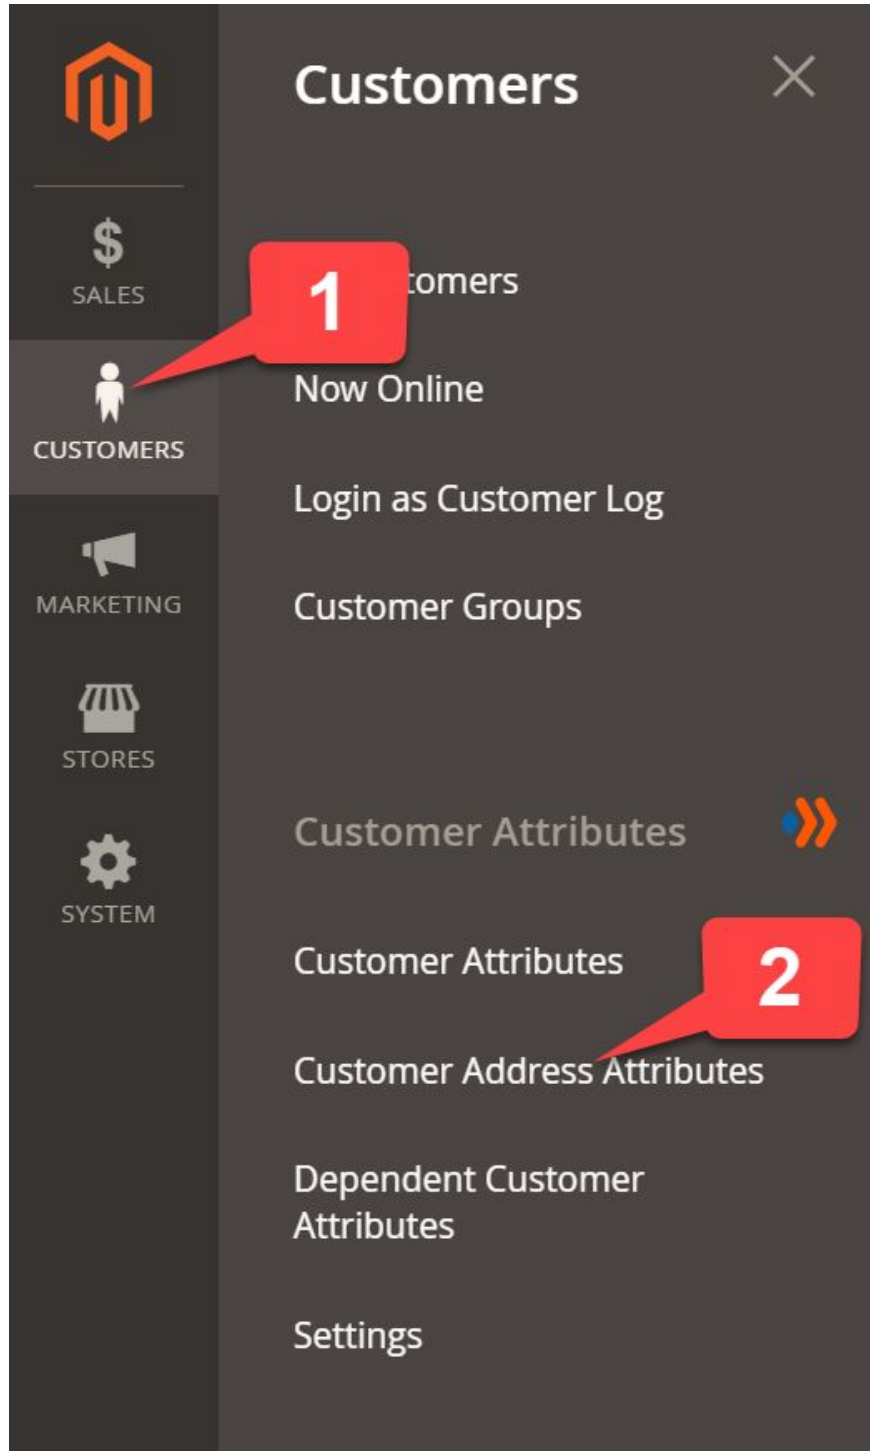 Customers
$
SALES
1
tomers
Now Online
CUSTOMERS
Login as Customer Log
MARKETING
Customer Groups
STORES
Customer Attributes
SYSTEM
Customer Attributes
2
Customer Address Attributes
Dependent Customer
Attributes
Settings